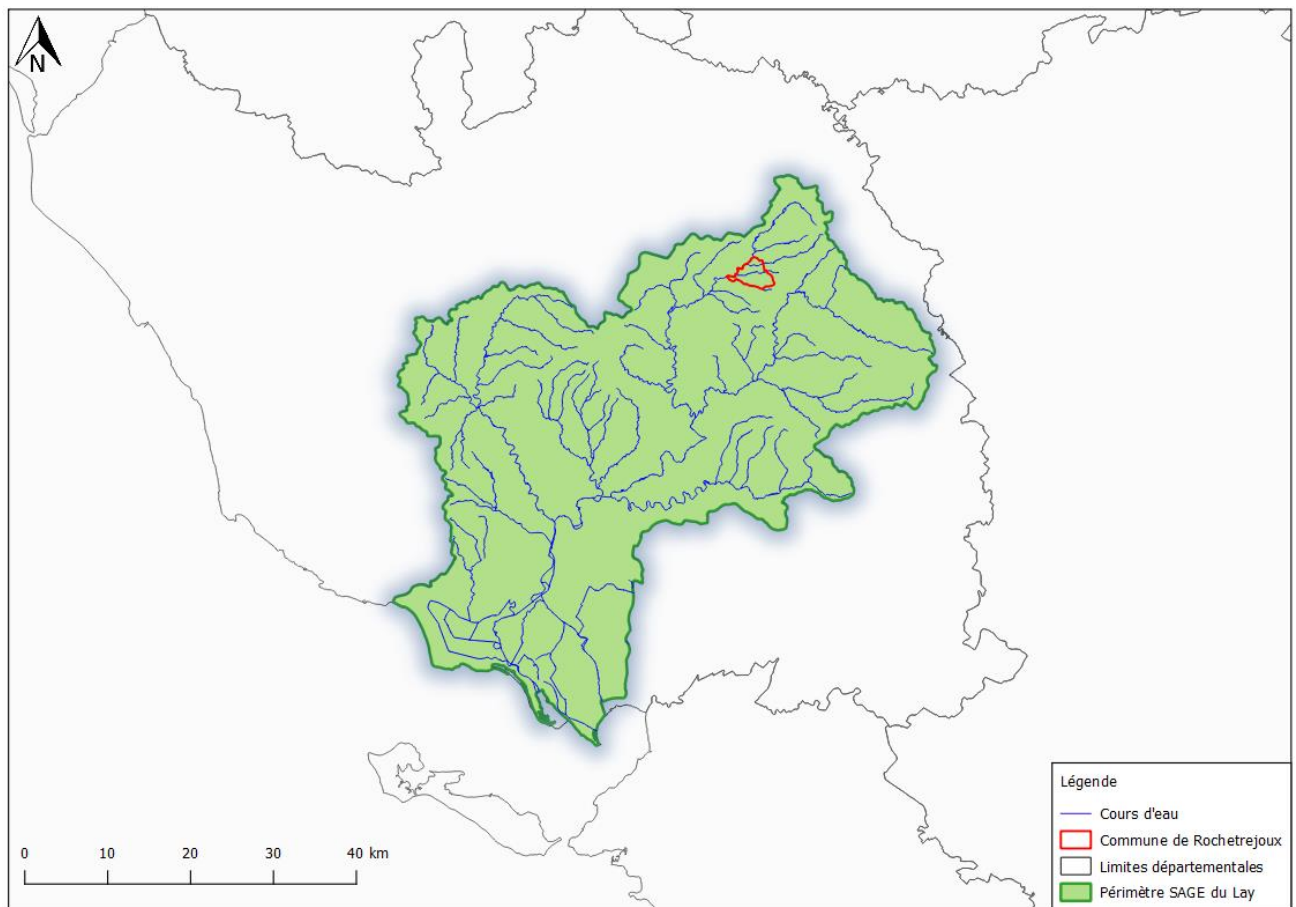 N
0 10 20 30 40 km
Légende
Cours d'eau
Commune de Rochetrejoux
Limites départementales
Périmètre SAGE du Lay